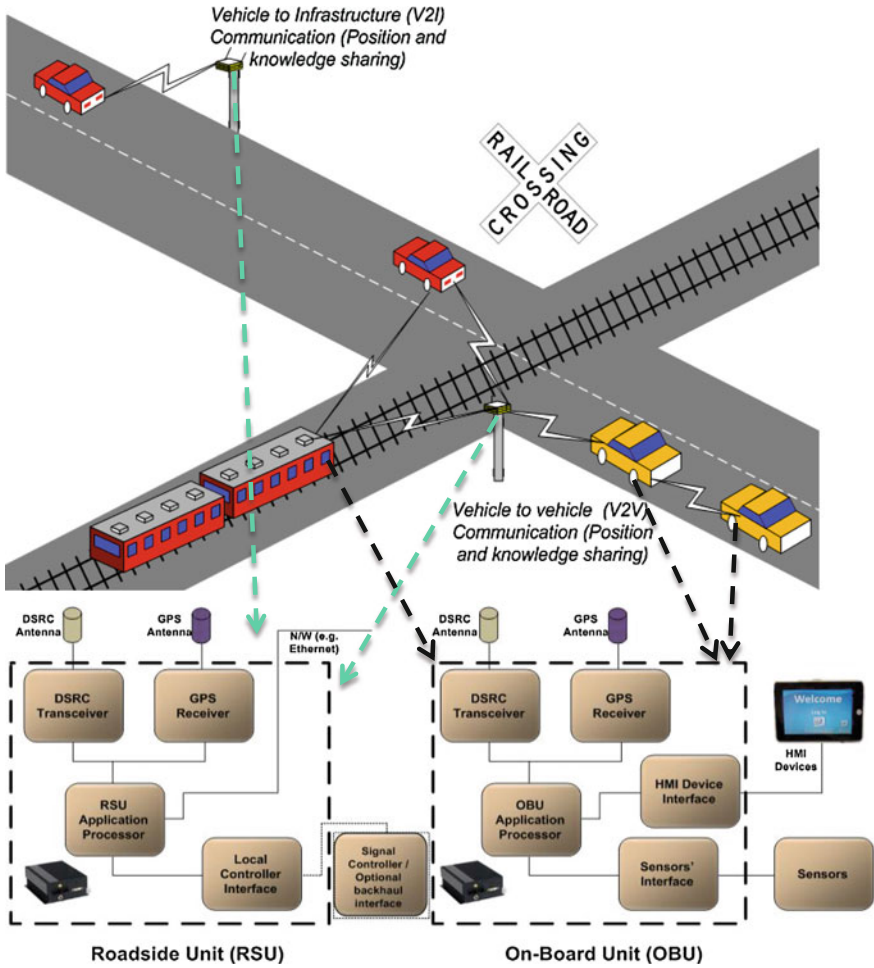 Vehicle to Infrastructure (V2I)
Communication (Position and
knowledge sharing)
RAIL
ROAD
CROSSING
Vehicle to vehicle (V2V)
Communication (Position
and knowledge sharing)
DSRC
Antenna
GPS
Antenna
N/W (e.g.
Ethernet)
DSRC
Transceiver
GPS
Receiver
RSU
Application
Processor
Local
Controller
Interface
Signal
Controller /
Optional
backhaul
interface
Roadside Unit (RSU)
DSRC
Antenna
GPS
Antenna
DSRC
Transceiver
GPS
Receiver
OBU
Application
Processor
HMI Device
Interface
Sensors'
Interface
Welcome
HMI
Devices
Sensors
On-Board Unit (OBU)